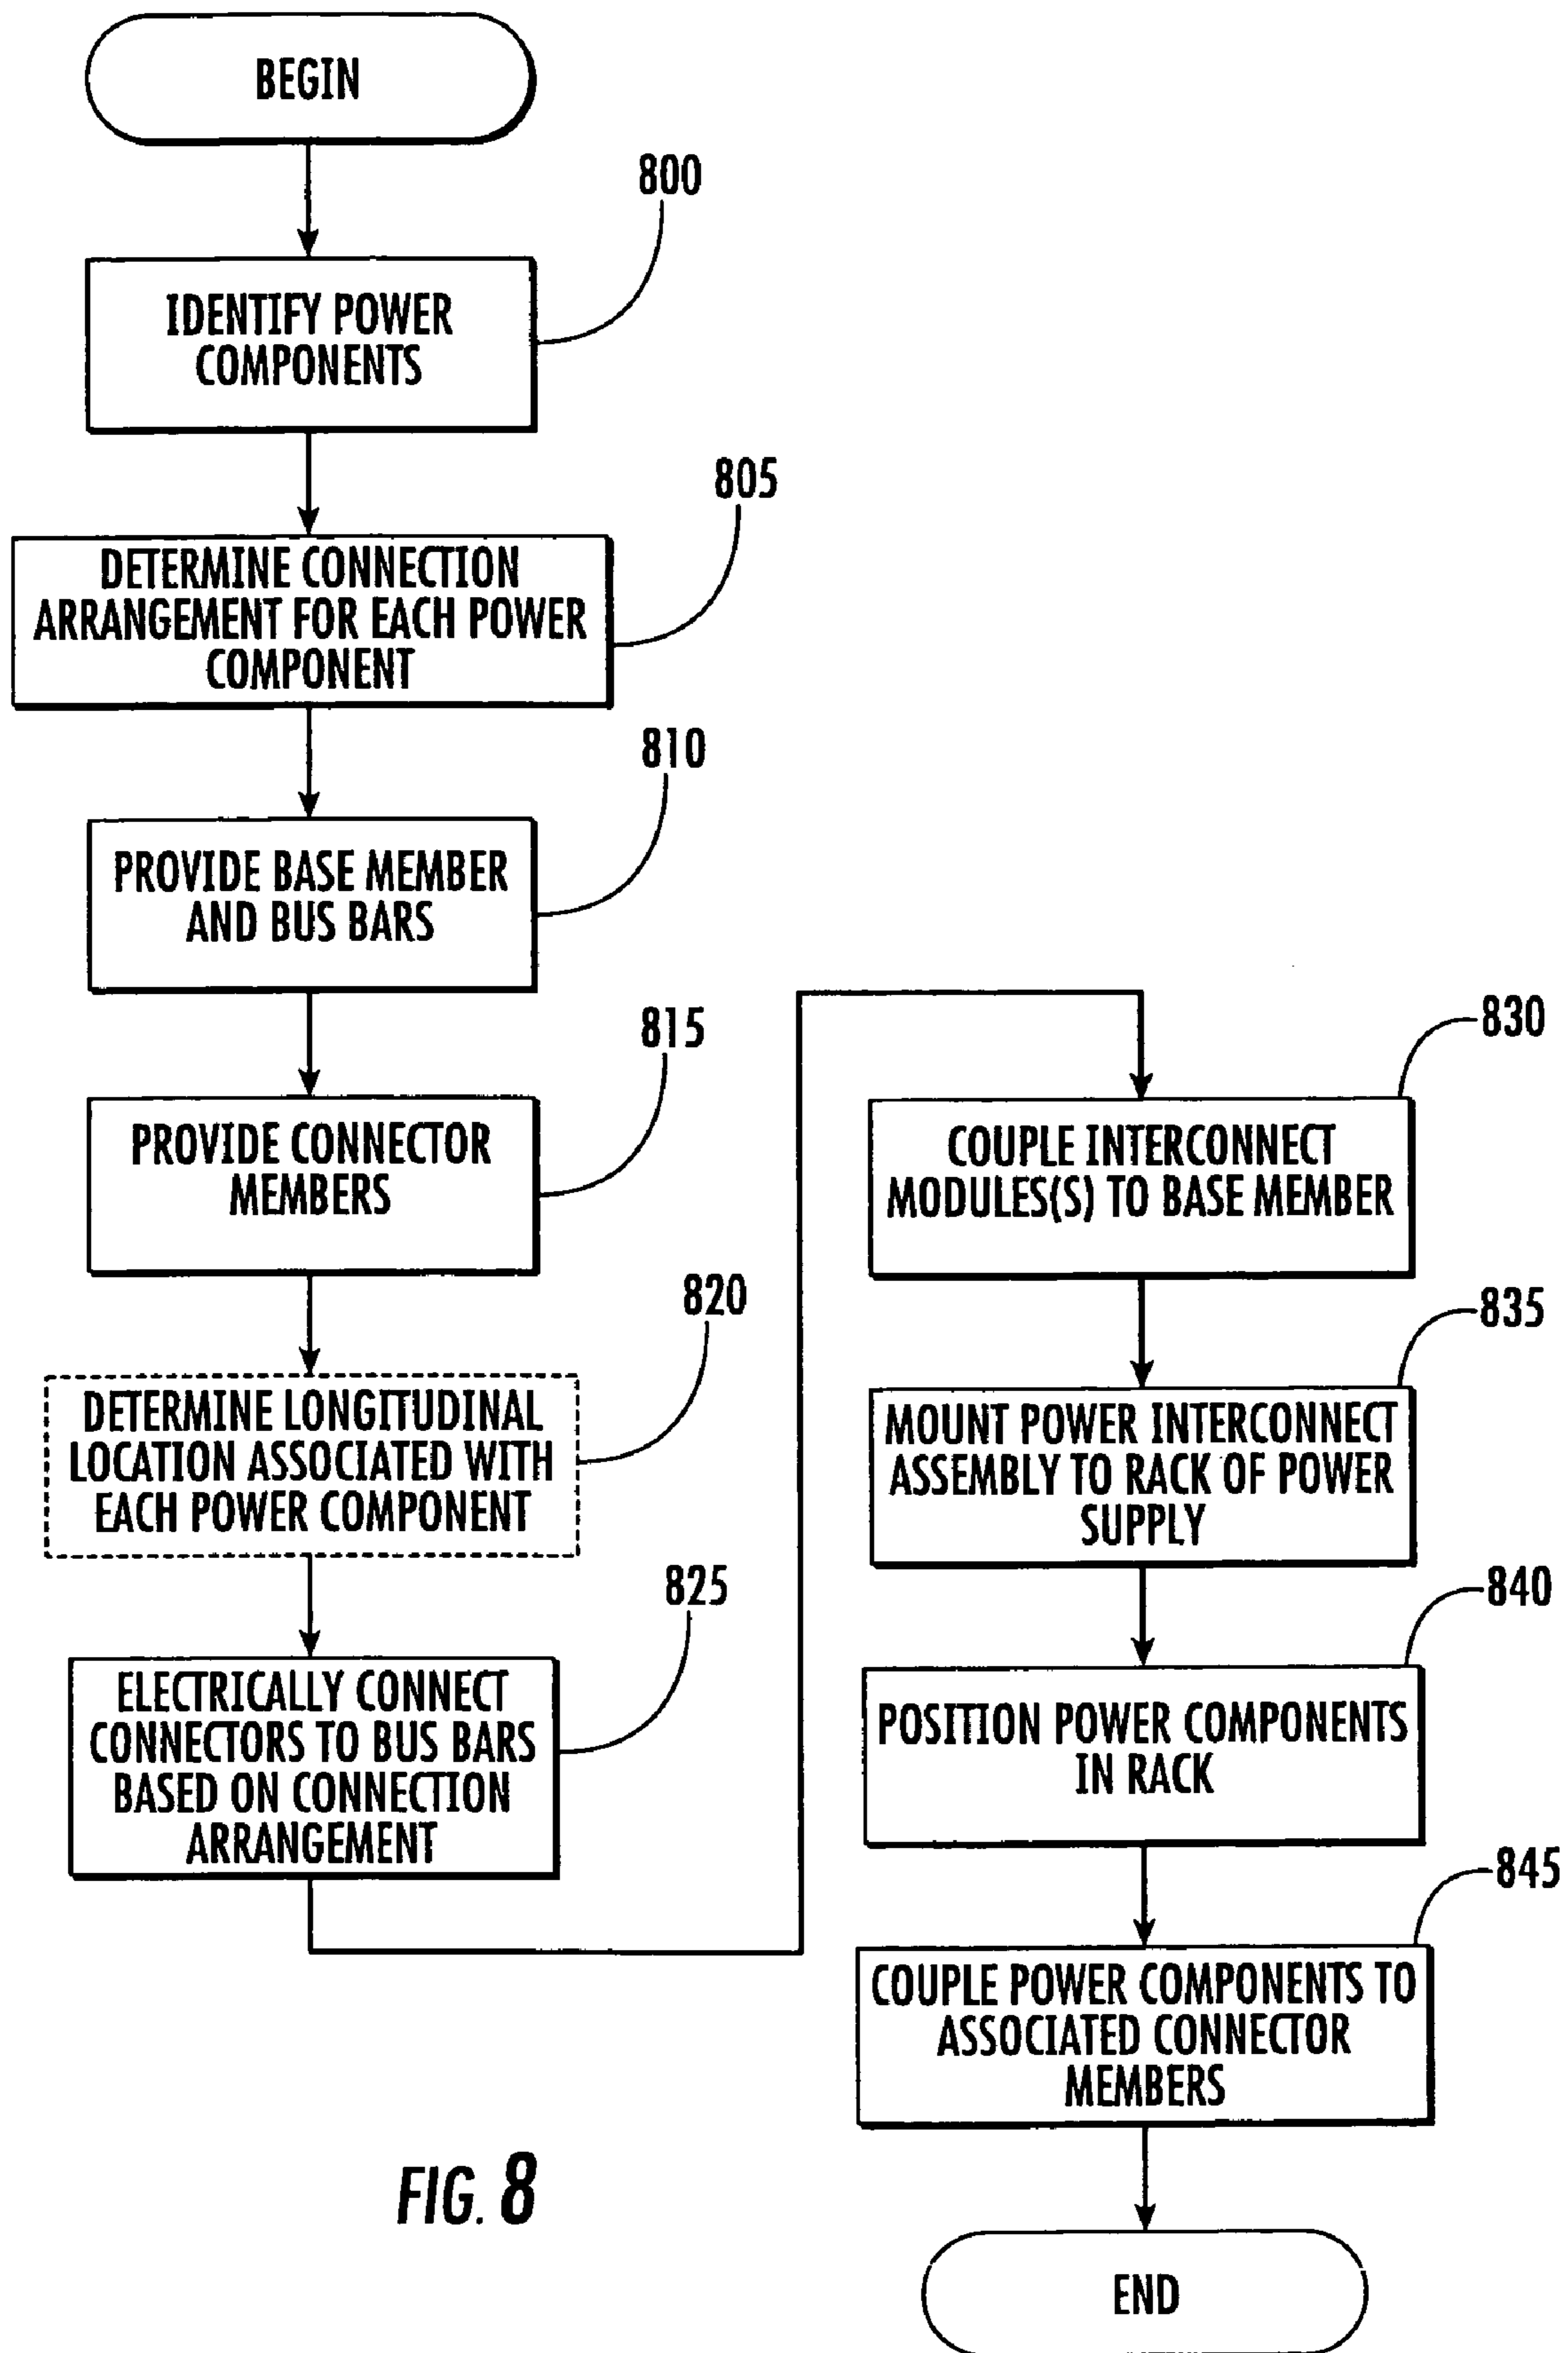 BEGIN
800
IDENTIFY POWER
COMPONENTS
805
DETERMINE CONNECTION
ARRANGEMENT FOR EACH POWER
COMPONENT
810
PROVIDE BASE MEMBER
AND BUS BARS
815
PROVIDE CONNECTOR
MEMBERS
820
DETERMINE LONGITUDINAL
LOCATION ASSOCIATED WITH
EACH POWER COMPONENT
825
ELECTRICALLY CONNECT
CONNECTORS TO BUS BARS
BASED ON CONNECTION
ARRANGEMENT
830
COUPLE INTERCONNECT
MODULES(S) TO BASE MEMBER
835
MOUNT POWER INTERCONNECT
ASSEMBLY TO RACK OF POWER
SUPPLY
840
POSITION POWER COMPONENTS
IN RACK
845
COUPLE POWER COMPONENTS TO
ASSOCIATED CONNECTOR
MEMBERS
END
FIG. 8